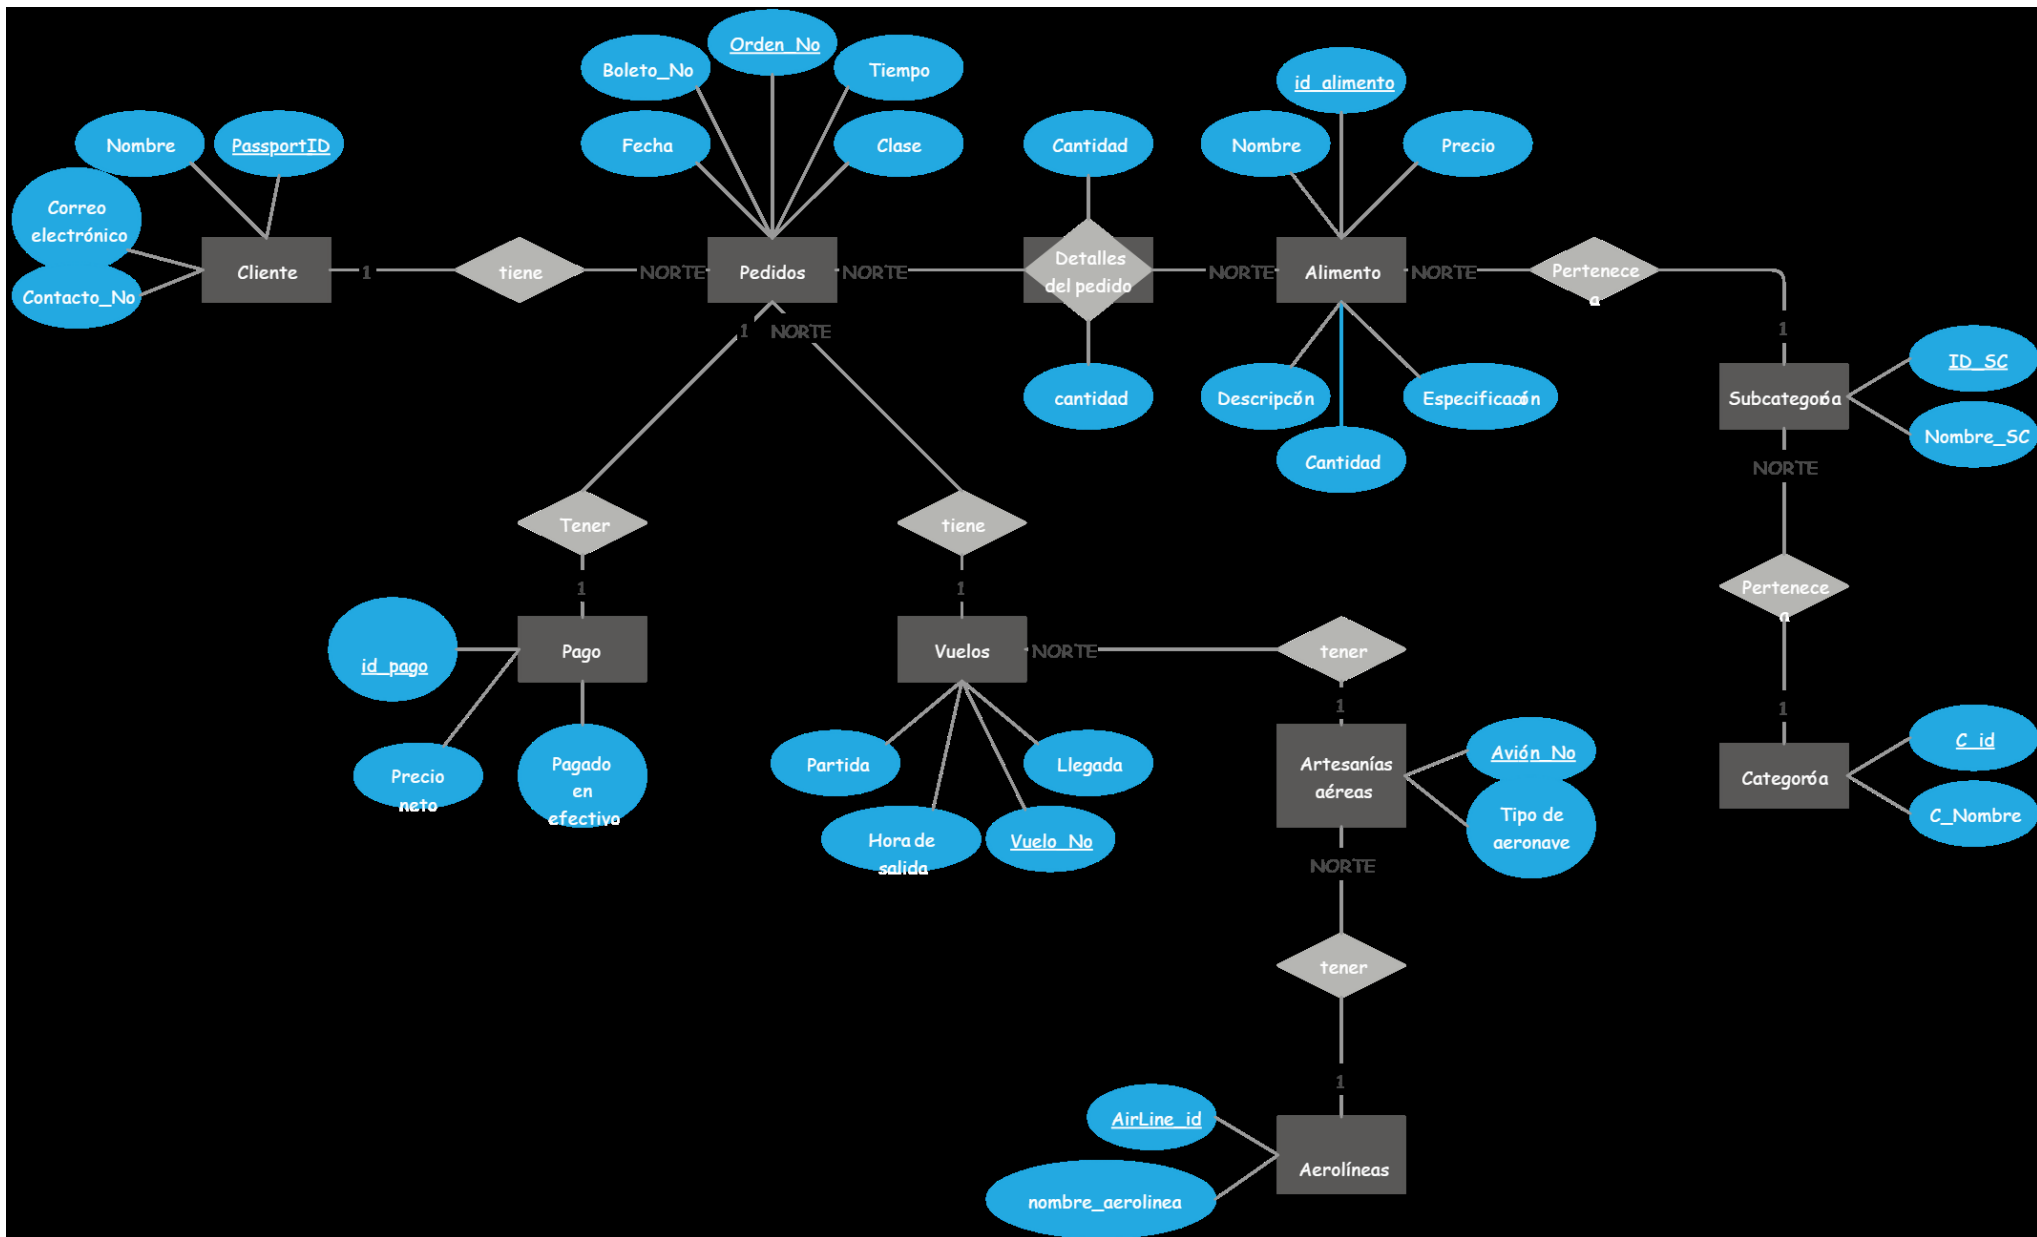 Orden_No
Boleto_No
Tiempo
id_alimento
Nombre
PassportID
Fecha
Clase
Cantidad
Nombre
Precio
Correo
electrónico
Cliente
1
tiene
NORTE
Pedidos
NORTE
Detalles
del pedido
NORTE
Alimento
NORTE
Pertenece
a
Contacto_No
1
NORTE
1
ID_SC
cantidad
Descripcón
Especificaón
Subcategoóa
Nombre_SC
Cantidad
NORTE
Tener
tiene
1
1
Pertenece
a
id_pago
Pago
Vuelos
NORTE
tener
1
1
Precio
neto
Pagado
en
efectivo
Partida
Llegada
Artesanías
aéreas
Avión_No
Categoóa
C_id
Hora de
salida
Vuelo_No
Tipo de
aeronave
C_Nombre
NORTE
tener
1
AirLine_id
Aerolíneas
nombre_aerolinea